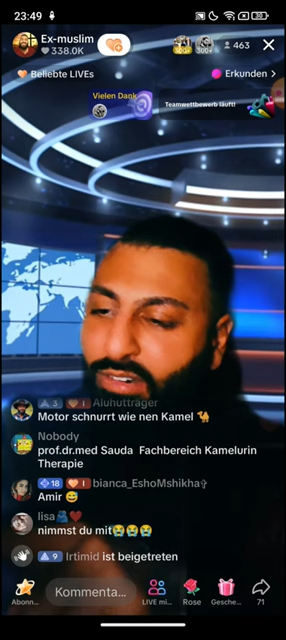 23:49
30
Ex-muslim
338.0K
300+
463
Beliebte LIVEs
Erkunden >
Vielen Dank
Teamwettbewerb läuft!
3 1 Aluhutträger
Motor schnurrt wie nen Kamel 🐪
Nobody
prof.dr.med Sauda Fachbereich Kamelurin
Therapie
18 1 bianca_EshoMshikha✞
Amir 😅
lisa🫂❤️
nimmst du mit😭😭😭
9 Irtimid ist beigetreten
Abonn...
Kommenta...
LIVE mi...
Rose
Gesche...
71